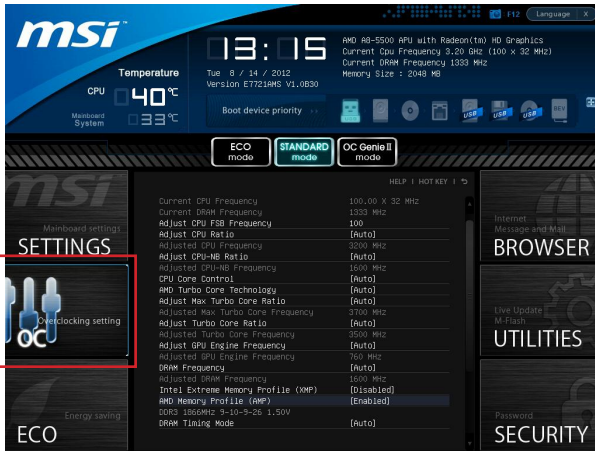 msi
F12 Language X
13:15
AMD A8-5500 APU with Radeon(tm) HD Graphics
Current Cpu Frequency 3.20 GHz (100 x 32 MHz)
Current DRAM Frequency 1333 MHz
Memory Size : 2048 MB
Temperature
Tue 8 / 14 / 2012
Version E7721AMS V1.0B30
CPU 40°C
Mainboard
System 33°C
Boot device priority
USB USB USB BEV
ECO
mode
STANDARD
mode
OC Genie II
mode
HELP | HOT KEY |
msi
Mainboard settings
SETTINGS
Overclocking setting
OC
Energy saving
ECO
Current CPU Frequency 100.00 X 32 MHz
Current DRAM Frequency 1333 MHz
Adjust CPU FSB Frequency 100
Adjust CPU Ratio [Auto]
Adjusted CPU Frequency 3200 MHz
Adjust CPU-NB Ratio [Auto]
Adjusted CPU-NB Frequency 1600 MHz
CPU Core Control [Auto]
AMD Turbo Core Technology [Auto]
Adjust Max Turbo Core Ratio [Auto]
Adjusted Max Turbo Core Frequency 3700 MHz
Adjust Turbo Core Ratio [Auto]
Adjusted Turbo Core Frequency 3500 MHz
Adjust GPU Engine Frequency [Auto]
Adjusted GPU Engine Frequency 760 MHz
DRAM Frequency [Auto]
Adjusted DRAM Frequency 1600 MHz
Intel Extreme Memory Profile (XMP) [Disabled]
AMD Memory Profile (AMP) [Enabled]
DDR3 1866MHz 9-10-9-26 1.50V
DRAM Timing Mode [Auto]
Internet
Message and Mail
BROWSER
Live Update
M-Flash
UTILITIES
Password
SECURITY